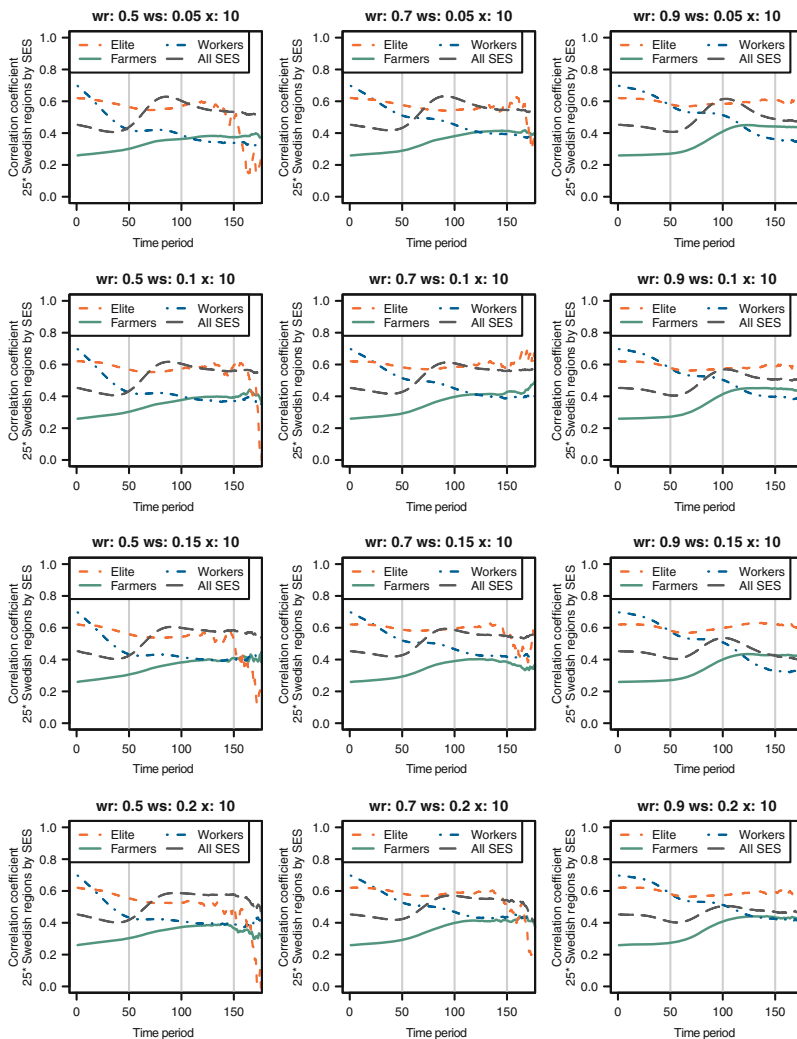 wr: 0.5 ws: 0.05 x: 10
Correlation coefficient
25* Swedish regions by SES
1.0
0.8
0.6
0.4
0.2
0.0
Elite
Farmers
Workers
All SES
0 50 100 150
Time period
wr: 0.7 ws: 0.05 x: 10
Correlation coefficient
25* Swedish regions by SES
1.0
0.8
0.6
0.4
0.2
0.0
Elite
Farmers
Workers
All SES
0 50 100 150
Time period
wr: 0.9 ws: 0.05 x: 10
Correlation coefficient
25* Swedish regions by SES
1.0
0.8
0.6
0.4
0.2
0.0
Elite
Farmers
Workers
All SES
0 50 100 150
Time period
wr: 0.5 ws: 0.1 x: 10
Correlation coefficient
25* Swedish regions by SES
1.0
0.8
0.6
0.4
0.2
0.0
Elite
Farmers
Workers
All SES
0 50 100 150
Time period
wr: 0.7 ws: 0.1 x: 10
Correlation coefficient
25* Swedish regions by SES
1.0
0.8
0.6
0.4
0.2
0.0
Elite
Farmers
Workers
All SES
0 50 100 150
Time period
wr: 0.9 ws: 0.1 x: 10
Correlation coefficient
25* Swedish regions by SES
1.0
0.8
0.6
0.4
0.2
0.0
Elite
Farmers
Workers
All SES
0 50 100 150
Time period
wr: 0.5 ws: 0.15 x: 10
Correlation coefficient
25* Swedish regions by SES
1.0
0.8
0.6
0.4
0.2
0.0
Elite
Farmers
Workers
All SES
0 50 100 150
Time period
wr: 0.7 ws: 0.15 x: 10
Correlation coefficient
25* Swedish regions by SES
1.0
0.8
0.6
0.4
0.2
0.0
Elite
Farmers
Workers
All SES
0 50 100 150
Time period
wr: 0.9 ws: 0.15 x: 10
Correlation coefficient
25* Swedish regions by SES
1.0
0.8
0.6
0.4
0.2
0.0
Elite
Farmers
Workers
All SES
0 50 100 150
Time period
wr: 0.5 ws: 0.2 x: 10
Correlation coefficient
25* Swedish regions by SES
1.0
0.8
0.6
0.4
0.2
0.0
Elite
Farmers
Workers
All SES
0 50 100 150
Time period
wr: 0.7 ws: 0.2 x: 10
Correlation coefficient
25* Swedish regions by SES
1.0
0.8
0.6
0.4
0.2
0.0
Elite
Farmers
Workers
All SES
0 50 100 150
Time period
wr: 0.9 ws: 0.2 x: 10
Correlation coefficient
25* Swedish regions by SES
1.0
0.8
0.6
0.4
0.2
0.0
Elite
Farmers
Workers
All SES
0 50 100 150
Time period